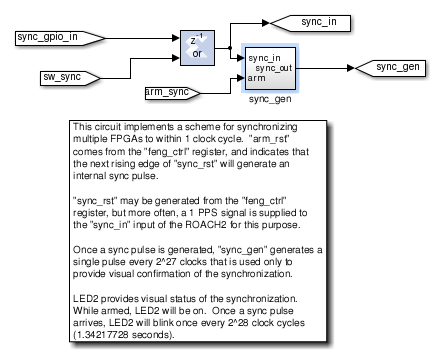 sync_in
sync_gpio_in
z-1
or
sync_in
sync_out
arm
sync_gen
sw_sync
arm_sync
sync_gen
This circuit implements a scheme for synchronizing
multiple FPGAs to within 1 clock cycle. "arm_rst"
comes from the "feng_ctrl" register, and indicates that
the next rising edge of "sync_rst" will generate an
internal sync pulse.
"sync_rst" may be generated from the "feng_ctrl"
register, but more often, a 1 PPS signal is supplied to
the "sync_in" input of the ROACH2 for this purpose.
Once a sync pulse is generated, "sync_gen" generates a
single pulse every 2^27 clocks that is used only to
provide visual confirmation of the synchronization.
LED2 provides visual status of the synchronization.
While armed, LED2 will be on. Once a sync pulse
arrives, LED2 will blink once every 2^28 clock cycles
(1.34217728 seconds).